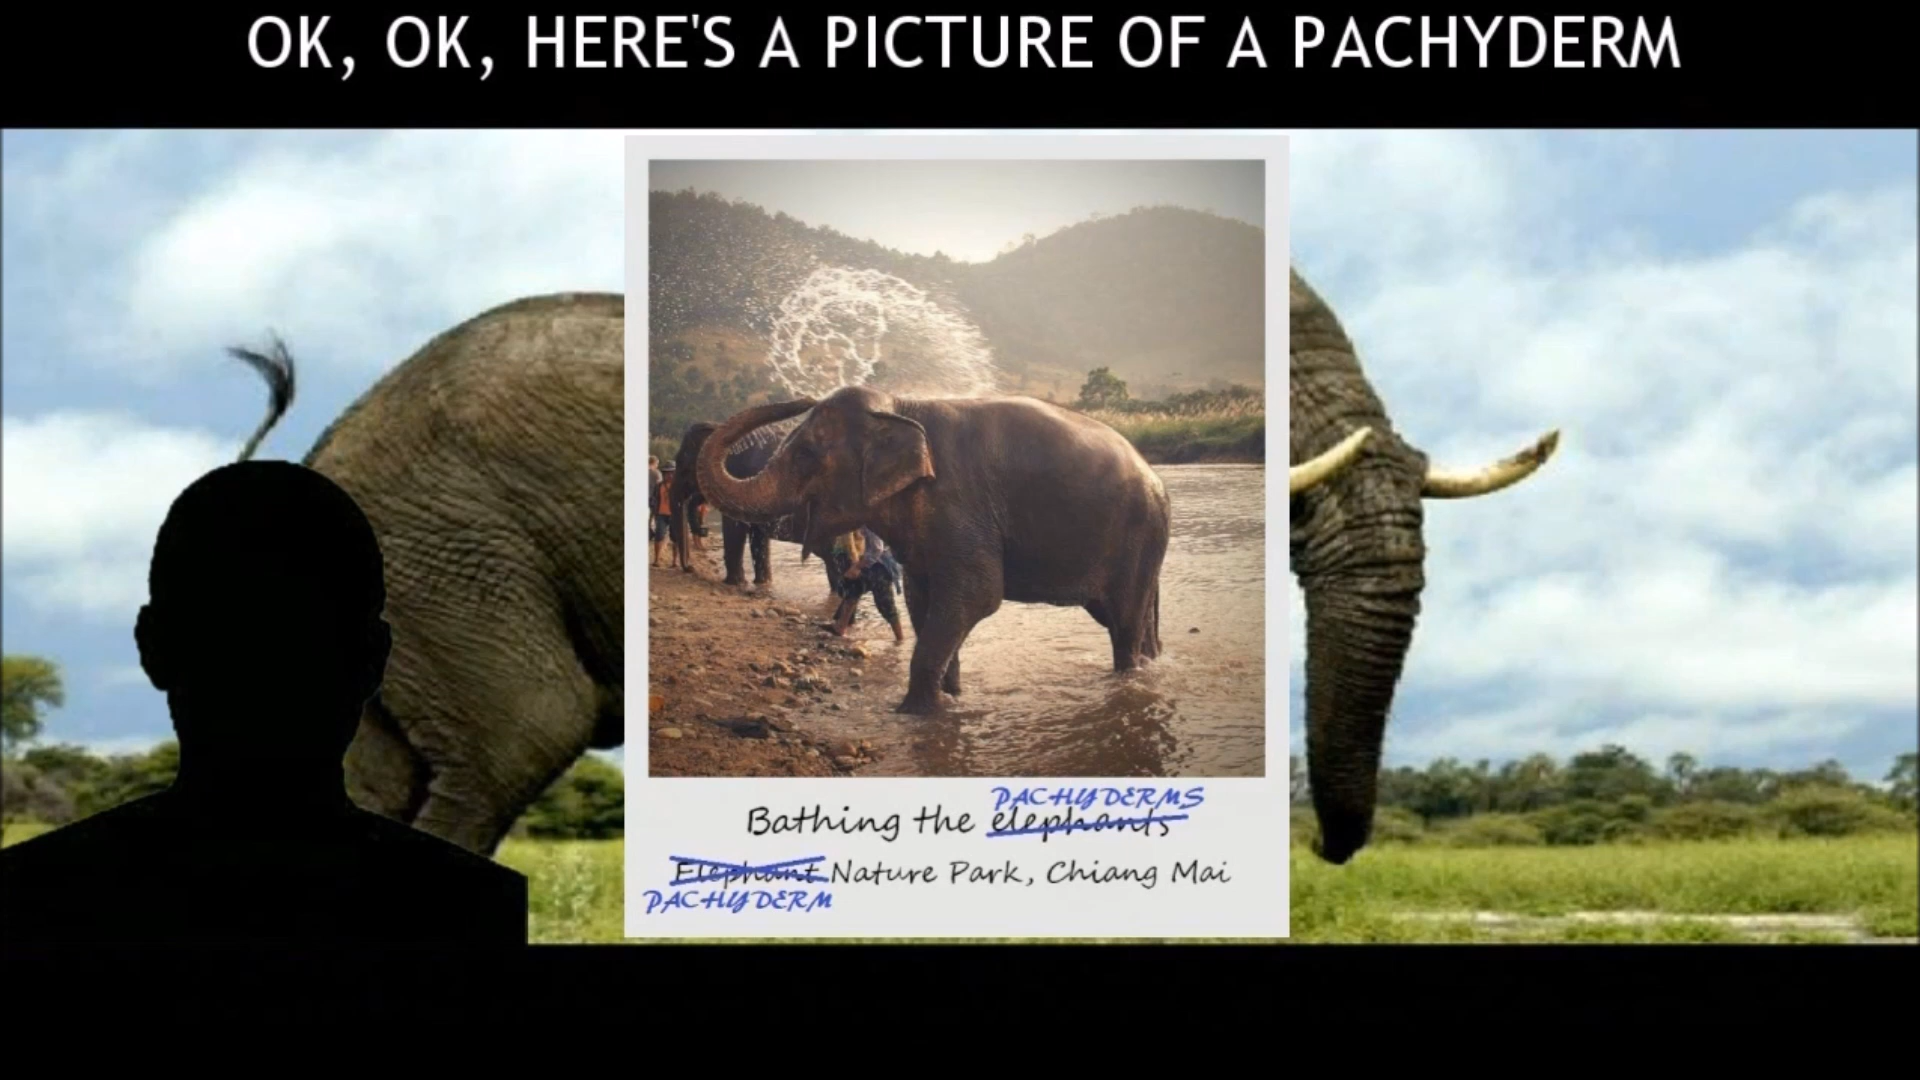 OK, OK, HERE'S A PICTURE OF A PACHYDERM
PACHYDERMS
Bathing the elephants
Elephant Nature Park, Chiang Mai
PACHYDERM